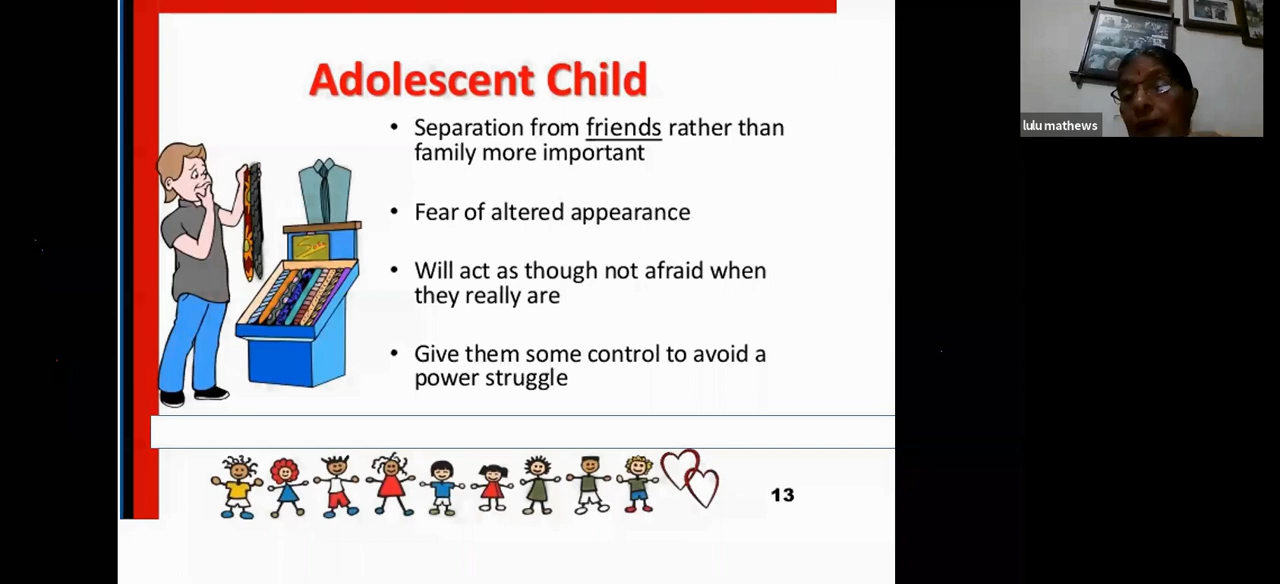 Adolescent Child
• Separation from friends rather than
family more important
• Fear of altered appearance
• Will act as though not afraid when
they really are
• Give them some control to avoid a
power struggle
13
lulu mathews